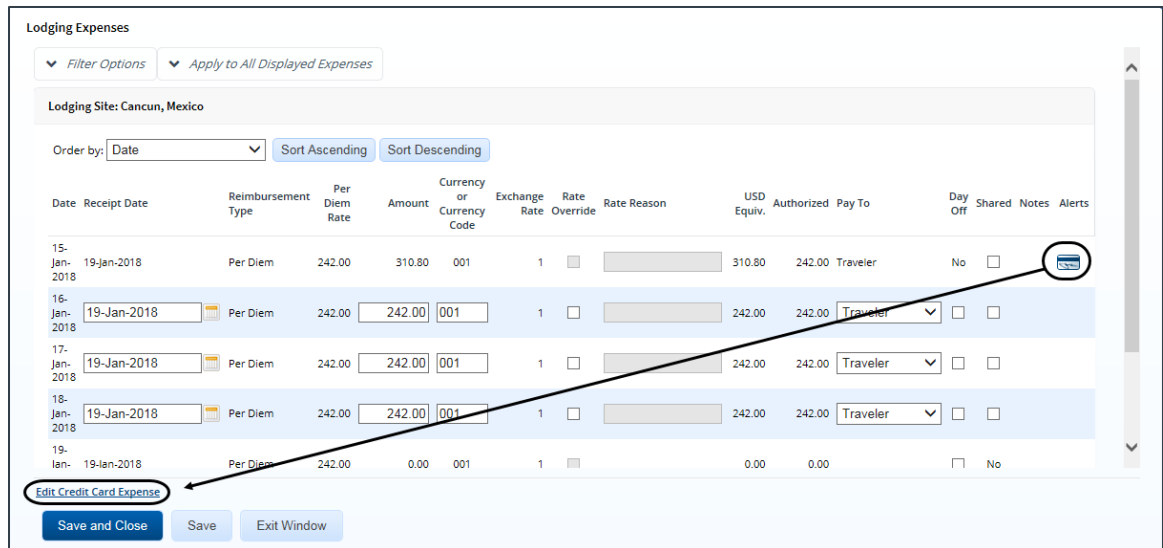 Lodging Expenses
Filter Options Apply to All Displayed Expenses
Lodging Site: Cancun, Mexico
Order by: Date Sort Ascending Sort Descending
Date Receipt Date Reimbursement Type Per Diem Rate Amount Currency or Currency Code Exchange Rate Rate Override Rate Reason USD Equiv. Authorized Pay To Day Off Shared Notes Alerts
15-Jan-2018 19-Jan-2018 Per Diem 242.00 310.80 001 1 310.80 242.00 Traveler No
16-Jan-2018 19-Jan-2018 Per Diem 242.00 242.00 001 1 242.00 242.00 Traveler
17-Jan-2018 19-Jan-2018 Per Diem 242.00 242.00 001 1 242.00 242.00 Traveler
18-Jan-2018 19-Jan-2018 Per Diem 242.00 242.00 001 1 242.00 242.00 Traveler
19-Jan- 19-Jan-2018 Per Diem 242.00 0.00 001 1 0.00 0.00 No
Edit Credit Card Expense
Save and Close Save Exit Window